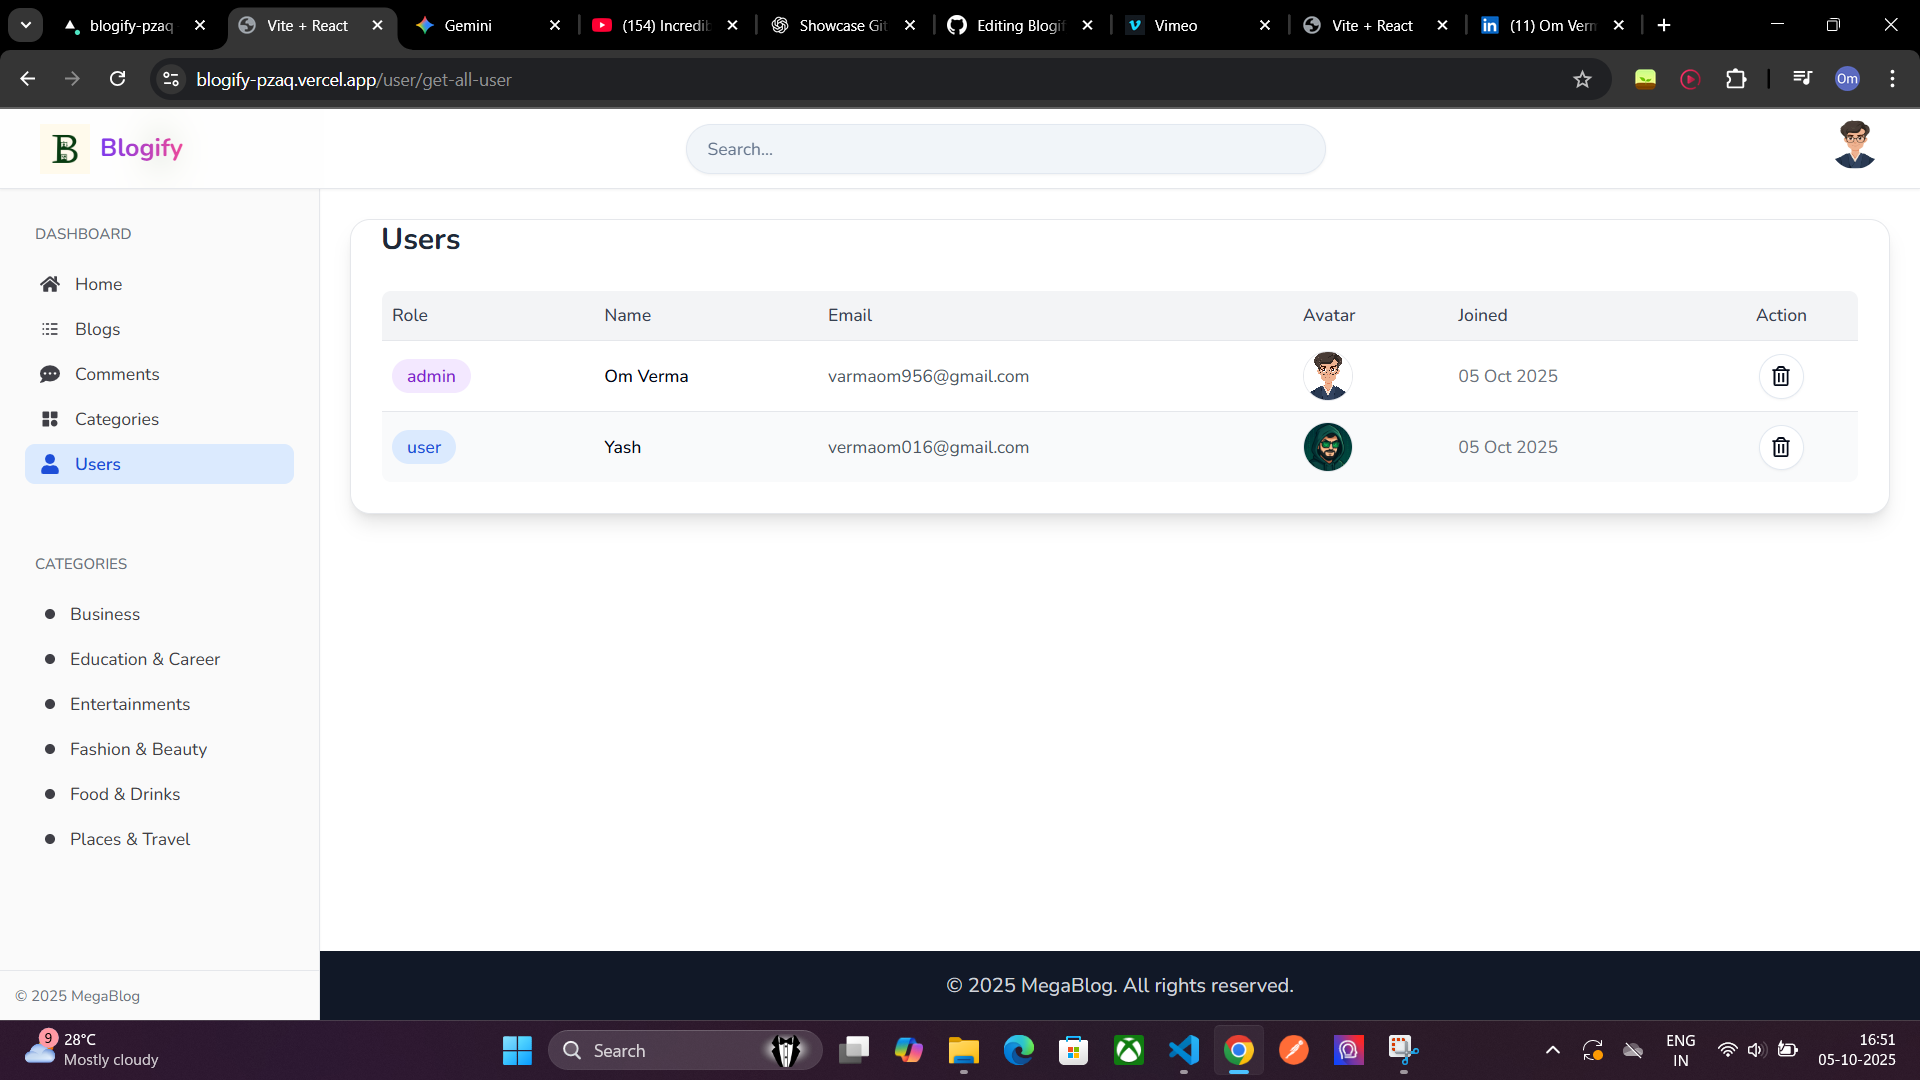 blogify-pzaq
Vite + React
Gemini
(154) Incredib
Showcase Git
Editing Blogif
Vimeo
Vite + React
(11) Om Verm
blogify-pzaq.vercel.app/user/get-all-user
Om
B
Blogify
Search...
DASHBOARD
Home
Blogs
Comments
Categories
Users
CATEGORIES
Business
Education & Career
Entertainments
Fashion & Beauty
Food & Drinks
Places & Travel
© 2025 MegaBlog
Users
Role Name Email Avatar Joined Action
admin Om Verma varmaom956@gmail.com 05 Oct 2025
user Yash vermaom016@gmail.com 05 Oct 2025
© 2025 MegaBlog. All rights reserved.
9
28°C
Mostly cloudy
Search
ENG
IN
16:51
05-10-2025